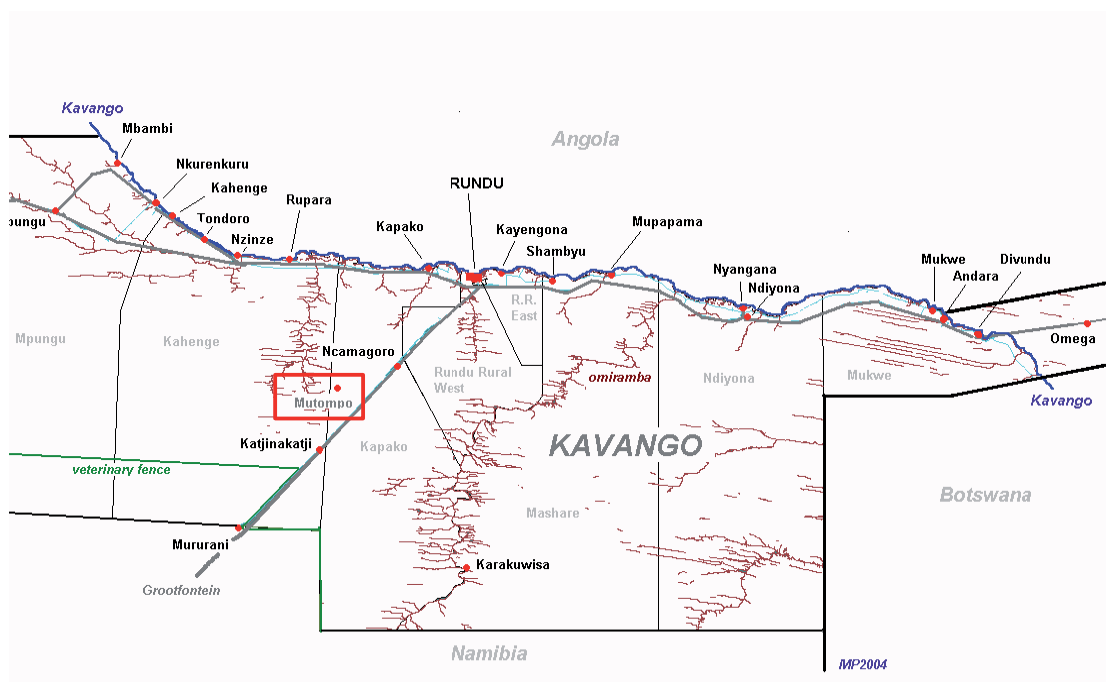 Kavango
Mbambi
Angola
Nkurenkuru
RUNDU
Kahenge
Rupara
Tondoro
Kapako
Kayengona
Mupapama
pungu
Nzinze
Shambyu
Mukwe
Divundu
Andara
Nyangana
Ndiyona
R.R.
East
Mpungu
Kahenge
Ncamagoro
Omega
Rundu Rural
West
omiramba
Ndiyona
Mukwe
Mutompo
Kavango
Katjinakatji
Kapako
KAVANGO
veterinary fence
Botswana
Mashare
Mururani
Karakuwisa
Grootfontein
Namibia
MP2004